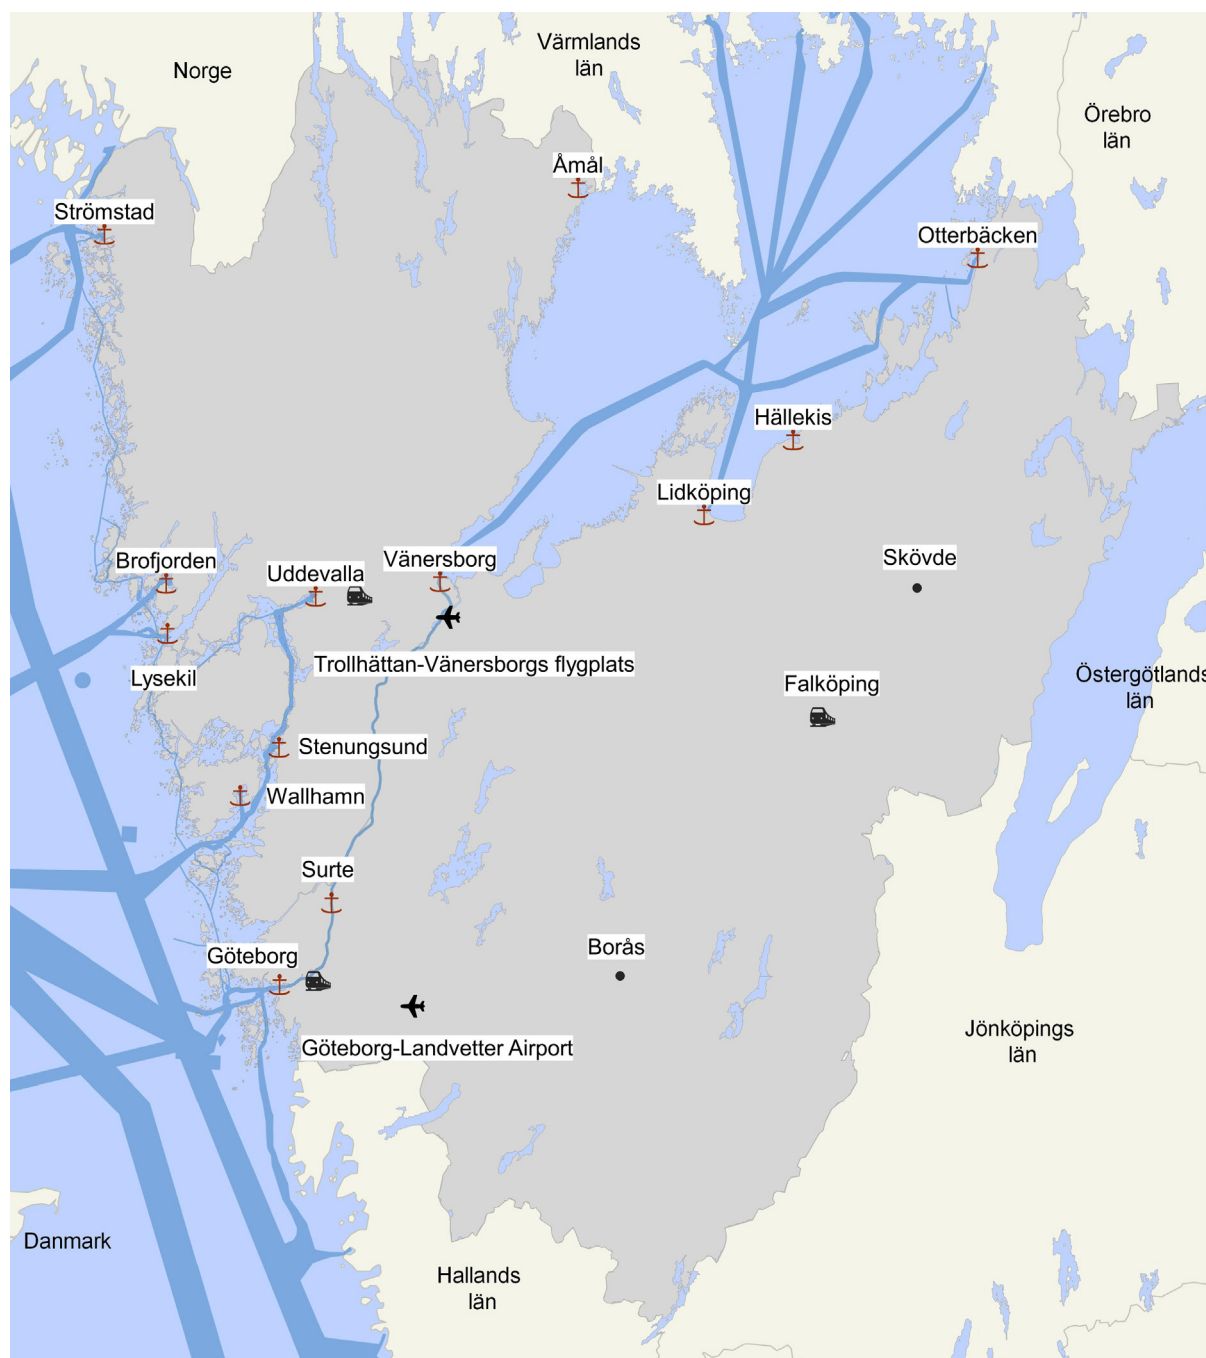 Värmlands
län
Norge
Örebro
län
Åmål
Strömstad
Otterbäcken
Hällekis
Lidköping
Brofjorden
Uddevalla
Vänersborg
Skövde
Trollhättan-Vänersborgs flygplats
Lysekil
Falköping
Östergötlands
län
Stenungsund
Wallhamn
Surte
Göteborg
Borås
Göteborg-Landvetter Airport
Jönköpings
län
Danmark
Hallands
län